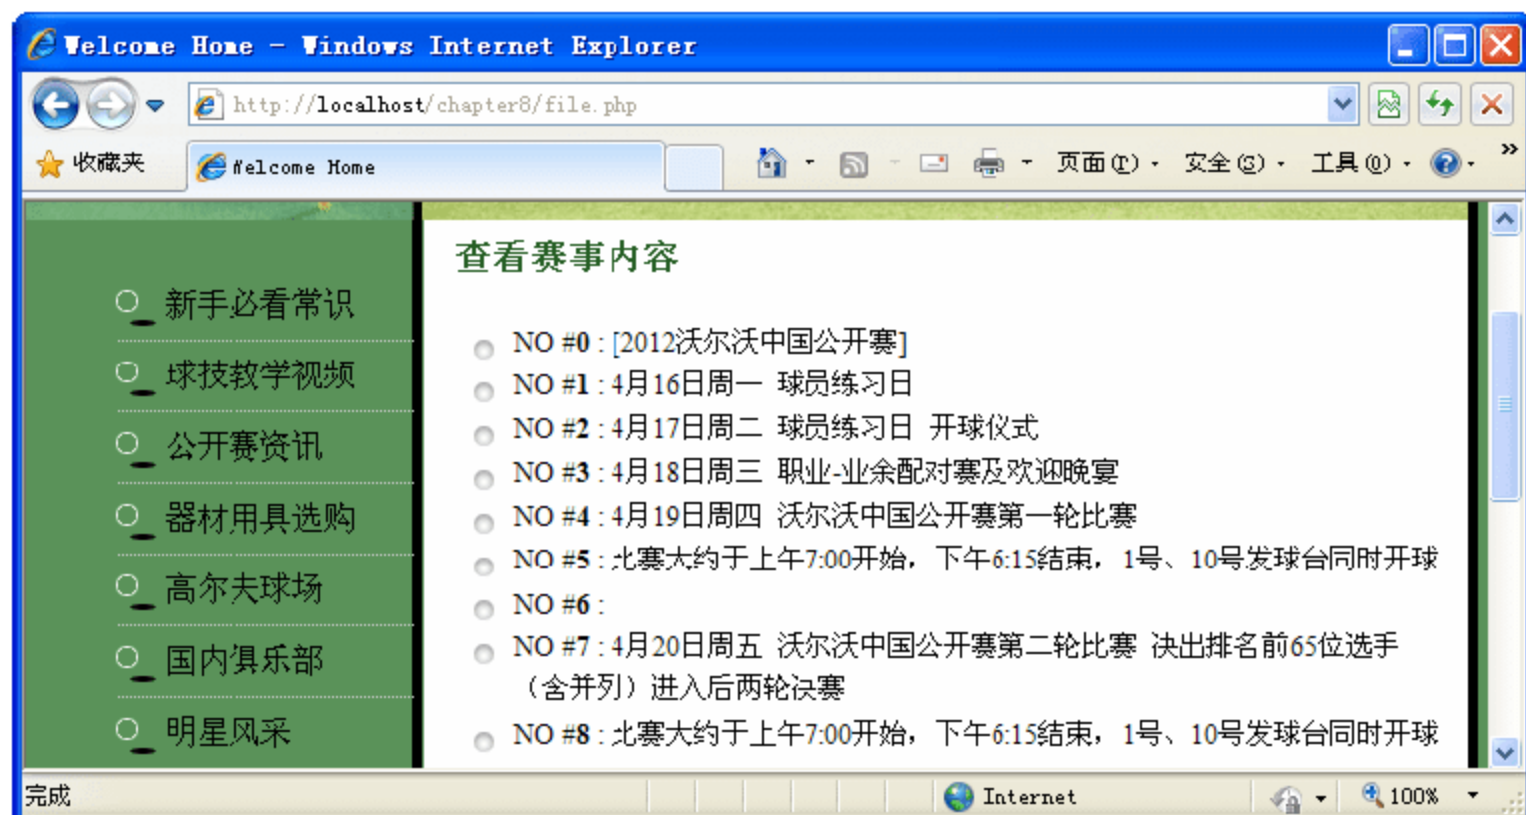 Welcome Home - Windows Internet Explorer
http://localhost/chapter8/file.php
收藏夹
Welcome Home
页面(P)
安全(S)
工具(O)
»
查看赛事内容
新手必看常识
球技教学视频
公开赛资讯
器材用具选购
高尔夫球场
国内俱乐部
明星风采
NO #0 : [2012沃尔沃中国公开赛]
NO #1 : 4月16日周一 球员练习日
NO #2 : 4月17日周二 球员练习日 开球仪式
NO #3 : 4月18日周三 职业-业余配对赛及欢迎晚宴
NO #4 : 4月19日周四 沃尔沃中国公开赛第一轮比赛
NO #5 : 比赛大约于上午7:00开始，下午6:15结束，1号、10号发球台同时开球
NO #6 :
NO #7 : 4月20日周五 沃尔沃中国公开赛第二轮比赛 决出排名前65位选手
（含并列）进入后两轮决赛
NO #8 : 比赛大约于上午7:00开始，下午6:15结束，1号、10号发球台同时开球
完成
Internet
100%